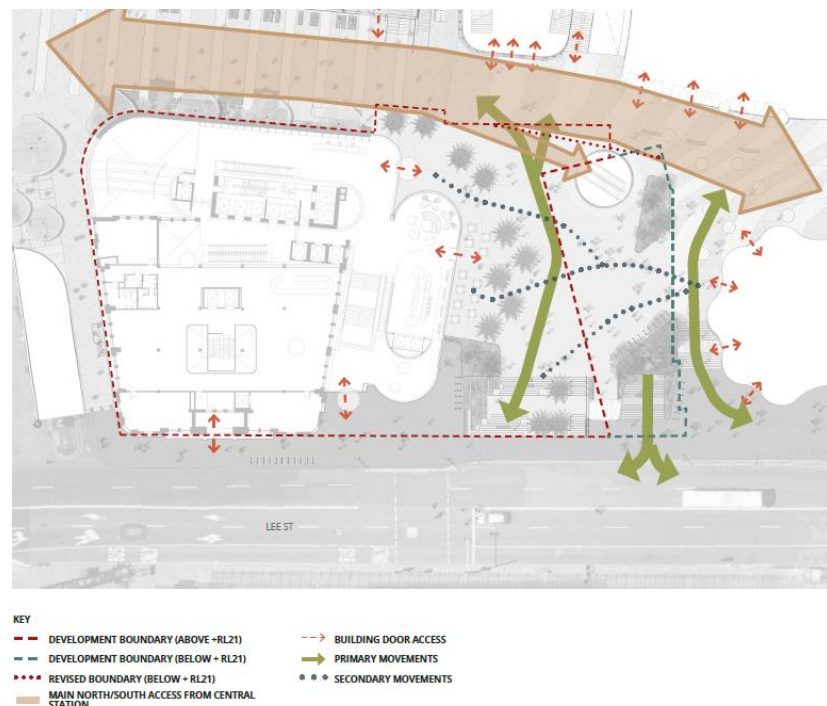 LEE ST
KEY
DEVELOPMENT BOUNDARY (ABOVE +RL21)
DEVELOPMENT BOUNDARY (BELOW + RL21)
REVISED BOUNDARY (BELOW + RL21)
MAIN NORTH/SOUTH ACCESS FROM CENTRAL
STATION
BUILDING DOOR ACCESS
PRIMARY MOVEMENTS
SECONDARY MOVEMENTS